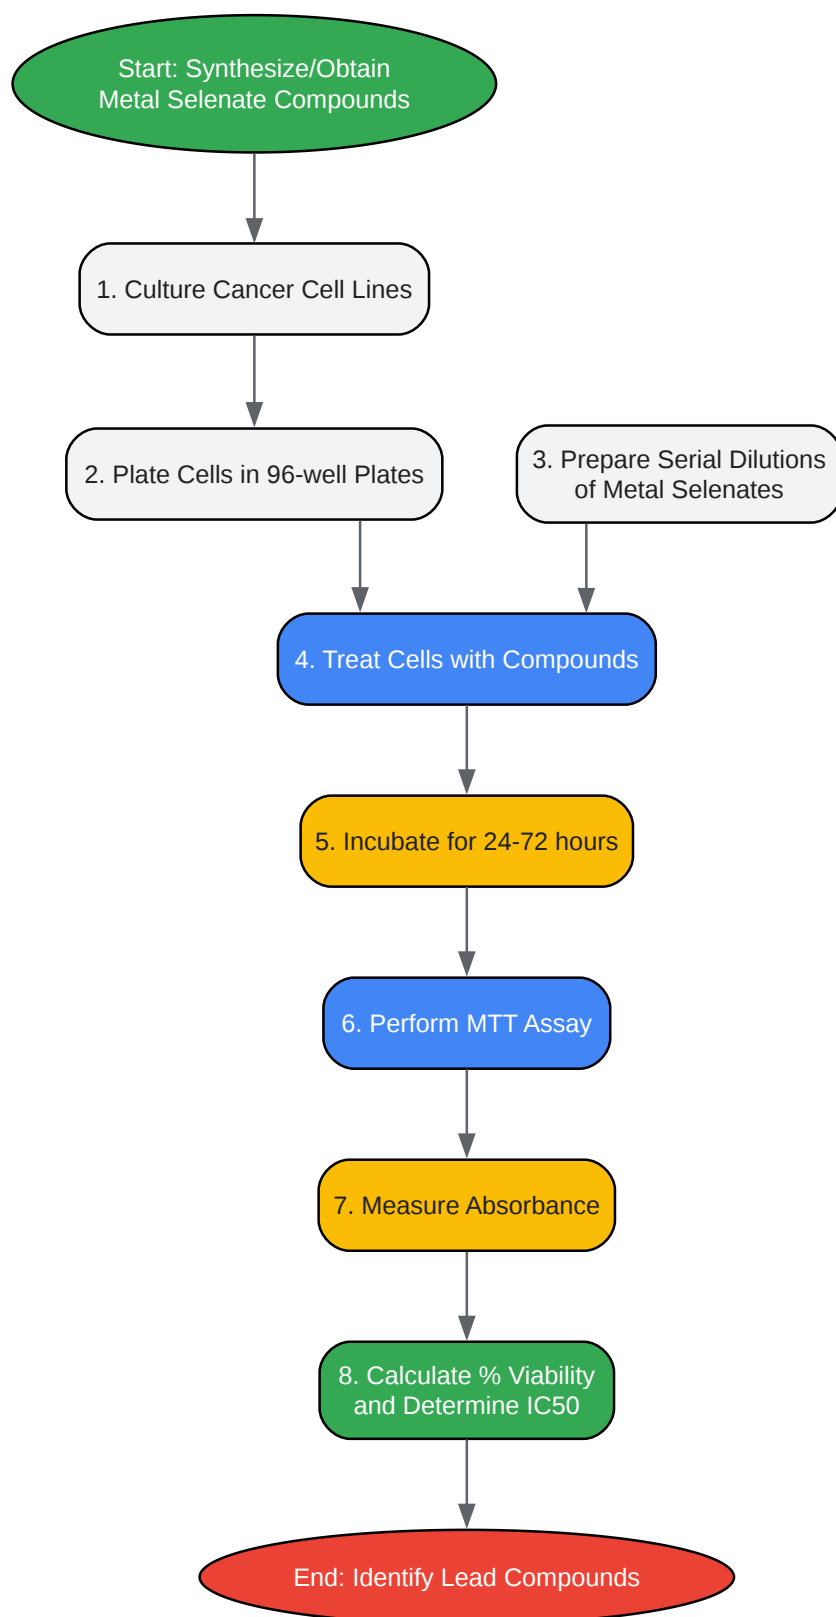 Start: Synthesize/Obtain
Metal Selenate Compounds
1. Culture Cancer Cell Lines
2. Plate Cells in 96-well Plates
3. Prepare Serial Dilutions
of Metal Selenates
4. Treat Cells with Compounds
5. Incubate for 24-72 hours
6. Perform MTT Assay
7. Measure Absorbance
8. Calculate % Viability
and Determine IC50
End: Identify Lead Compounds